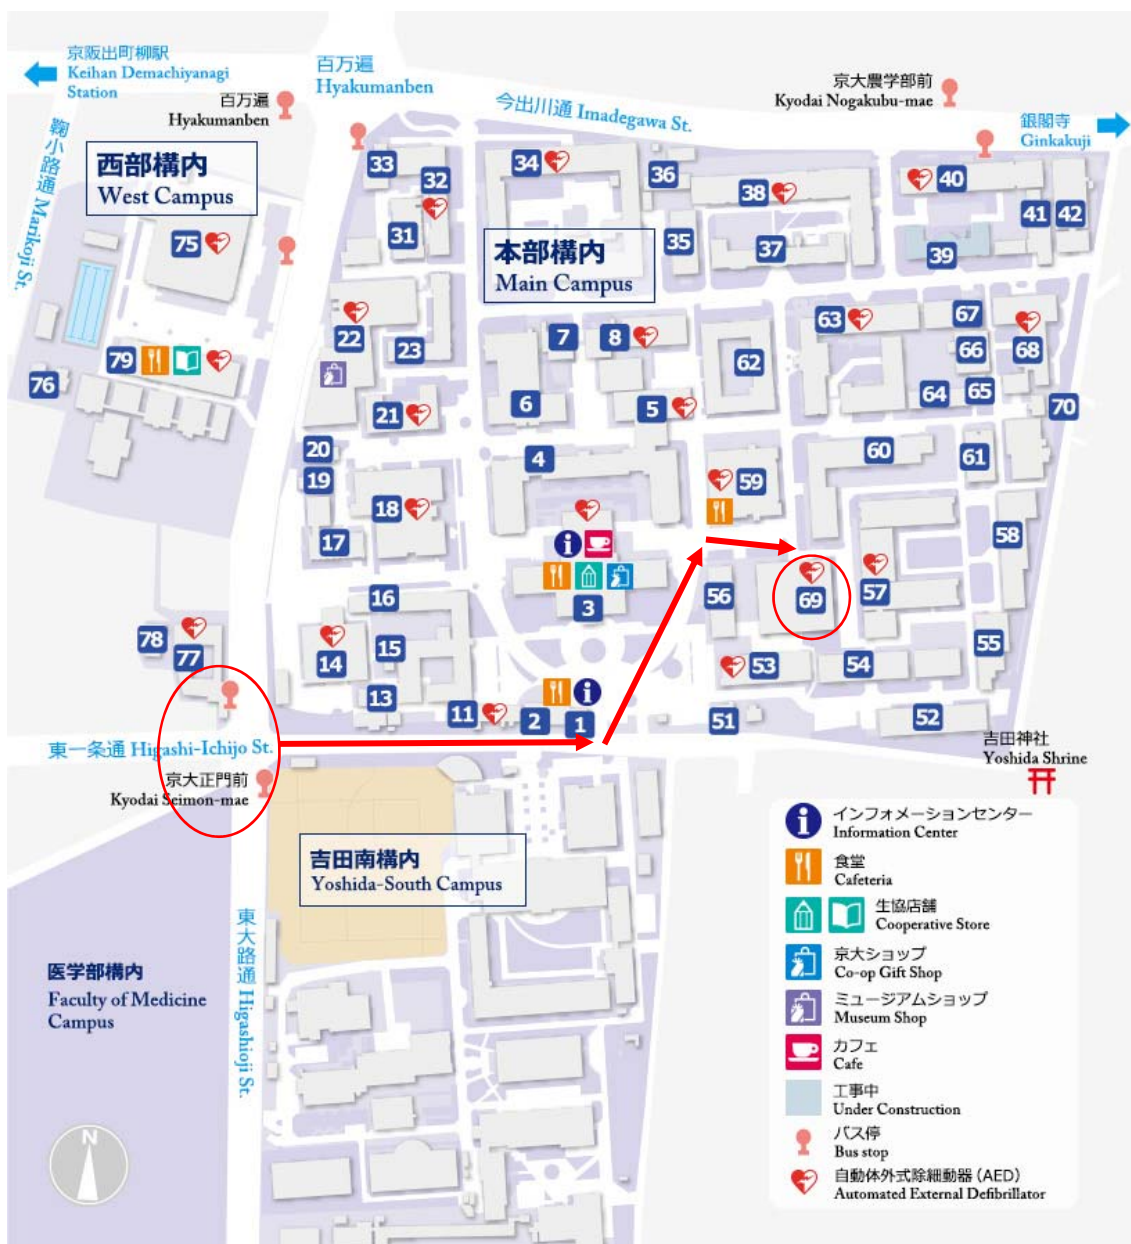 京阪出町柳駅
Keihan Demachiyanagi
Station
百万遍
Hyakumanben
百万遍
Hyakumanben
今出川通 Imadegawa St.
京大農学部前
Kyodai Nogakubu-mae
銀閣寺
Ginkakuji
鞠小路通 Marikoji St.
西部構内
West Campus
本部構内
Main Campus
33
32
34
36
38
40
31
35
37
39
41
42
75
22
23
7
8
62
63
67
66
68
79
76
21
6
5
64
65
70
20
19
4
60
61
18
59
17
58
16
3
56
69
57
78
77
14
15
53
54
55
13
11
2
1
51
52
東一条通 Higashi-Ichijo St.
京大正門前
Kyodai Seimon-mae
吉田神社
Yoshida Shrine
吉田南構内
Yoshida-South Campus
東大路通 Higashioji St.
医学部構内
Faculty of Medicine
Campus
N
インフォメーションセンター
Information Center
食堂
Cafeteria
生協店舗
Cooperative Store
京大ショップ
Co-op Gift Shop
ミュージアムショップ
Museum Shop
カフェ
Cafe
工事中
Under Construction
バス停
Bus stop
自動体外式除細動器（AED）
Automated External Defibrillator